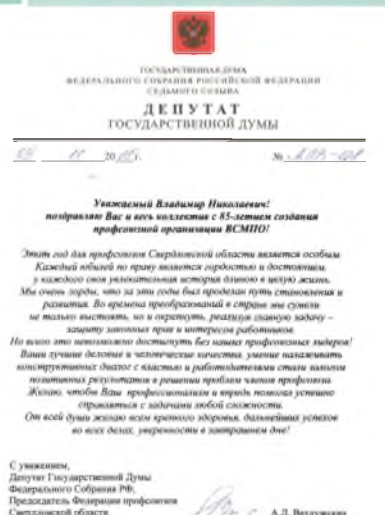 ГОСУДАРСТВЕННАЯ ДУМА
ФЕДЕРАЛЬНОГО СОБРАНИЯ РОССИЙСКОЙ ФЕДЕРАЦИИ
СЕДЬМОГО СОЗЫВА
ДЕПУТАТ
ГОСУДАРСТВЕННОЙ ДУМЫ
20 г. №
Уважаемый Владимир Николаевич!
поздравляю Вас и весь коллектив с 85-летием создания
профсоюзной организации ВСМПО!
Этот год для профсоюзов Свердловской области является особым.
Каждый юбилей по праву является гордостью и достоянием,
у каждого своя увлекательная история длиною в целую жизнь.
Мы очень горды, что за эти годы был проделан путь становления и
развития. Во времена преобразований в стране мы сумели
не только выстоять, но и окрепнуть, реализуя главную задачу –
защиту законных прав и интересов работников.
Но всего это невозможно достигнуть без наших профсоюзных лидеров!
Ваши лучшие деловые и человеческие качества, умение налаживать
конструктивных диалог с властью и работодателями стали залогом
позитивных результатов в решении проблем членов профсоюза.
Желаю, чтобы Ваш профессионализм и впредь помогал успешно
справляться с задачами любой сложности.
От всей души желаю всем крепкого здоровья, дальнейших успехов
во всех делах, уверенности в завтрашнем дне!
С уважением,
Депутат Государственной Думы
Федерального Собрания РФ,
Председатель Федерации профсоюзов
Свердловской области А.Л. Ветлужских